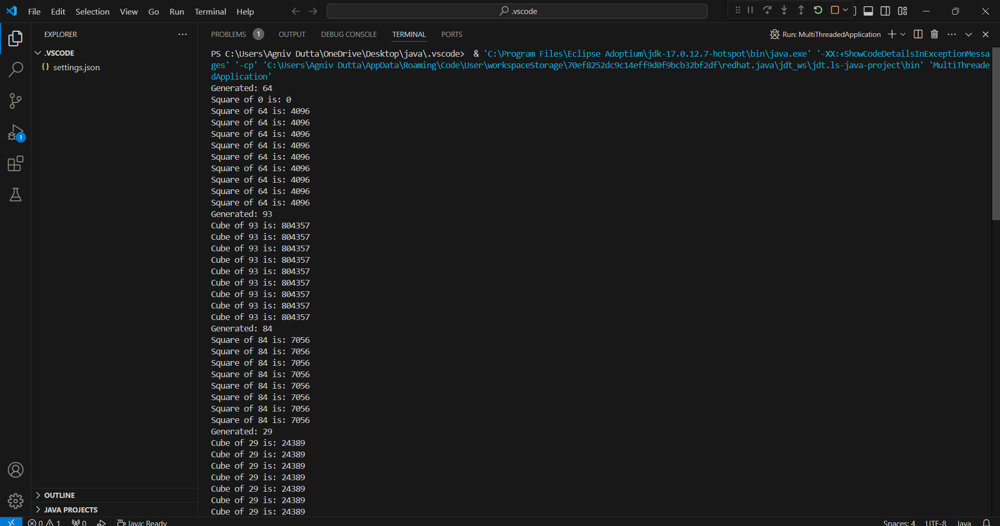 File Edit Selection View Go Run Terminal Help .vscode
EXPLORER
.VSCODE
settings.json
OUTLINE
JAVA PROJECTS
PROBLEMS 1 OUTPUT DEBUG CONSOLE TERMINAL PORTS Run: MultiThreadedApplication
PS C:\Users\Agniv Dutta\OneDrive\Desktop\java\.vscode> & 'C:\Program Files\Eclipse Adoptium\jdk-17.0.12.7-hotspot\bin\java.exe' '-XX:+ShowCodeDetailsInExceptionMessa
ges' '-cp' 'C:\Users\Agniv Dutta\AppData\Roaming\Code\User\workspaceStorage\70ef8252dc9c14eff9d0f9bcb32bf2df\redhat.java\jdt_ws\jdt.ls-java-project\bin' 'MultiThreade
dApplication'
Generated: 64
Square of 0 is: 0
Square of 64 is: 4096
Square of 64 is: 4096
Square of 64 is: 4096
Square of 64 is: 4096
Square of 64 is: 4096
Square of 64 is: 4096
Square of 64 is: 4096
Square of 64 is: 4096
Square of 64 is: 4096
Generated: 93
Cube of 93 is: 804357
Cube of 93 is: 804357
Cube of 93 is: 804357
Cube of 93 is: 804357
Cube of 93 is: 804357
Cube of 93 is: 804357
Cube of 93 is: 804357
Cube of 93 is: 804357
Cube of 93 is: 804357
Generated: 84
Square of 84 is: 7056
Square of 84 is: 7056
Square of 84 is: 7056
Square of 84 is: 7056
Square of 84 is: 7056
Square of 84 is: 7056
Square of 84 is: 7056
Square of 84 is: 7056
Generated: 29
Cube of 29 is: 24389
Cube of 29 is: 24389
Cube of 29 is: 24389
Cube of 29 is: 24389
Cube of 29 is: 24389
Cube of 29 is: 24389
Cube of 29 is: 24389
1
0 1 0 Java: Ready Spaces: 4 UTF-8 Java